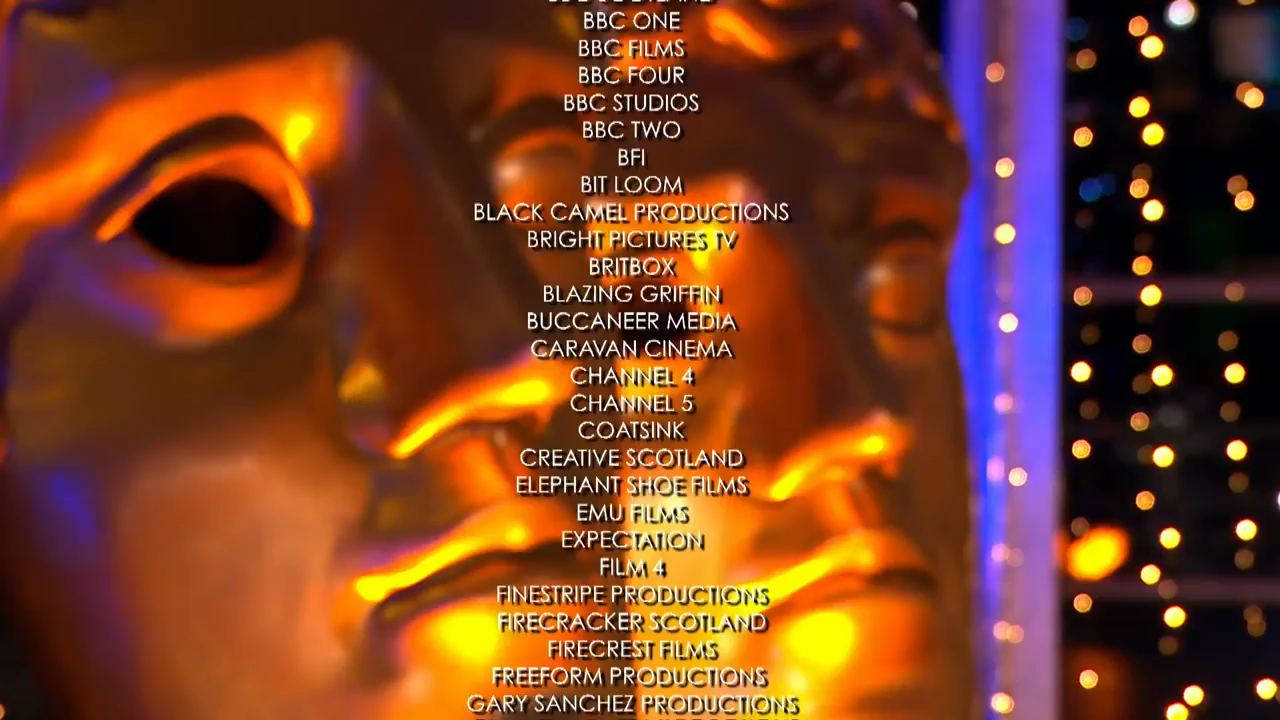 BBC ONE
BBC FILMS
BBC FOUR
BBC STUDIOS
BBC TWO
BFI
BIT LOOM
BLACK CAMEL PRODUCTIONS
BRIGHT PICTURES TV
BRITBOX
BLAZING GRIFFIN
BUCCANEER MEDIA
CARAVAN CINEMA
CHANNEL 4
CHANNEL 5
COATSINK
CREATIVE SCOTLAND
ELEPHANT SHOE FILMS
EMU FILMS
EXPECTATION
FILM 4
FINESTRIPE PRODUCTIONS
FIRECRACKER SCOTLAND
FIRECREST FILMS
FREEFORM PRODUCTIONS
GARY SANCHEZ PRODUCTIONS